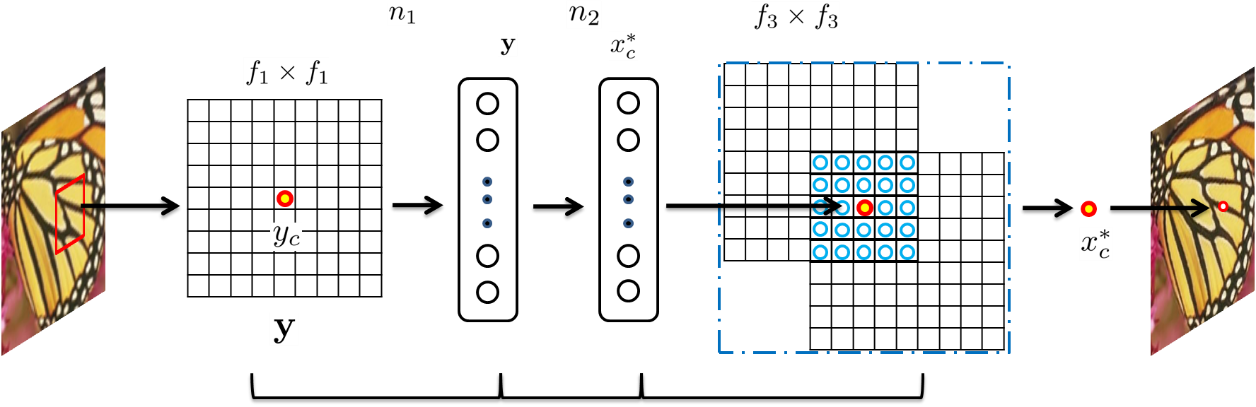 n₁
n₂
f₃ × f₃
y
x*c
f₁ × f₁
yc
y
x*c